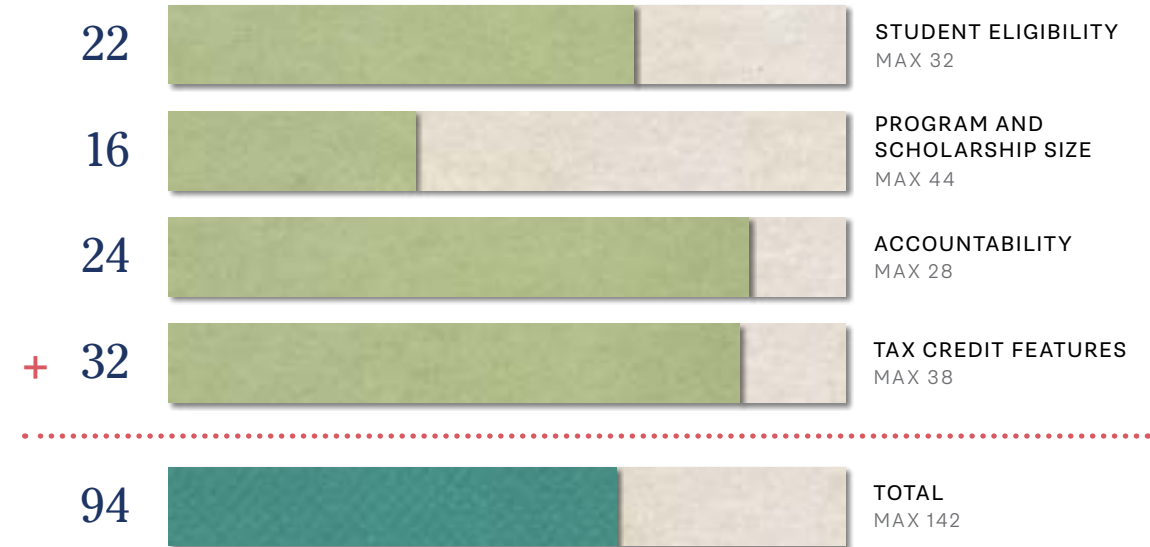 22
STUDENT ELIGIBILITY
MAX 32
16
PROGRAM AND
SCHOLARSHIP SIZE
MAX 44
24
ACCOUNTABILITY
MAX 28
+ 32
TAX CREDIT FEATURES
MAX 38
94
TOTAL
MAX 142